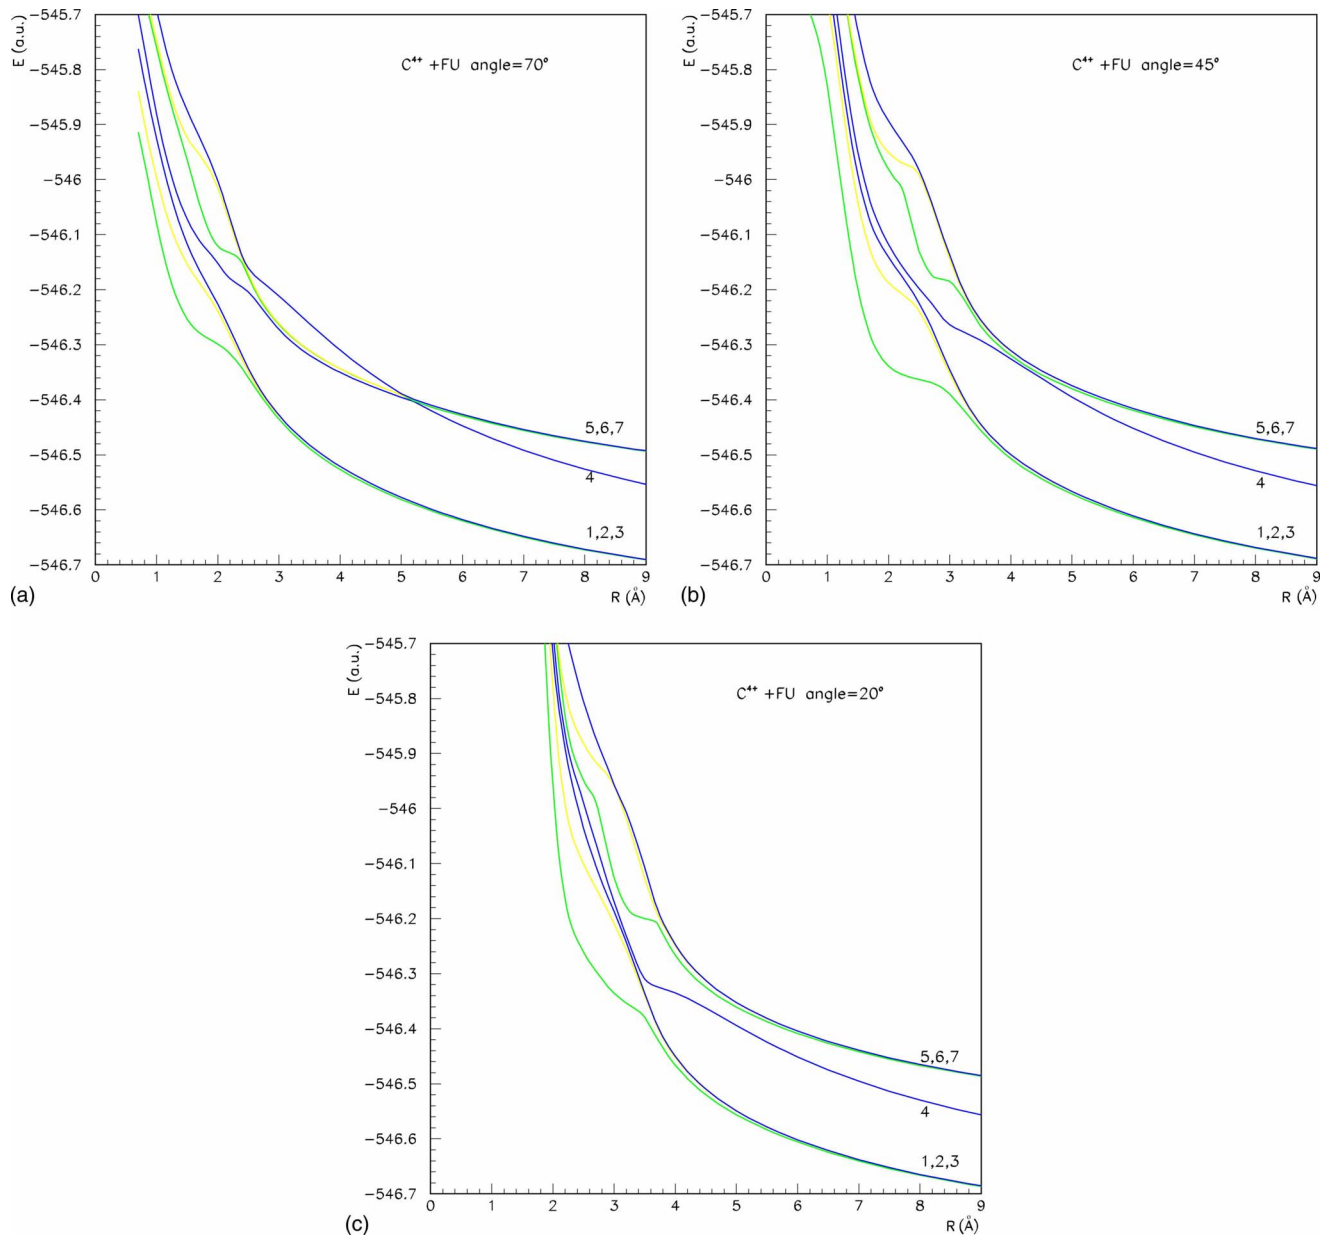 E (a.u.)
-545.7
-545.8
-545.9
-546
-546.1
-546.2
-546.3
-546.4
-546.5
-546.6
-546.7
C⁴⁺ +FU angle=70°
5,6,7
4
1,2,3
0 1 2 3 4 5 6 7 8 9
R (Å)
(a)
E (a.u.)
-545.7
-545.8
-545.9
-546
-546.1
-546.2
-546.3
-546.4
-546.5
-546.6
-546.7
C⁴⁺ +FU angle=45°
5,6,7
4
1,2,3
0 1 2 3 4 5 6 7 8 9
R (Å)
(b)
E (a.u.)
-545.7
-545.8
-545.9
-546
-546.1
-546.2
-546.3
-546.4
-546.5
-546.6
-546.7
C⁴⁺ +FU angle=20°
5,6,7
4
1,2,3
0 1 2 3 4 5 6 7 8 9
R (Å)
(c)